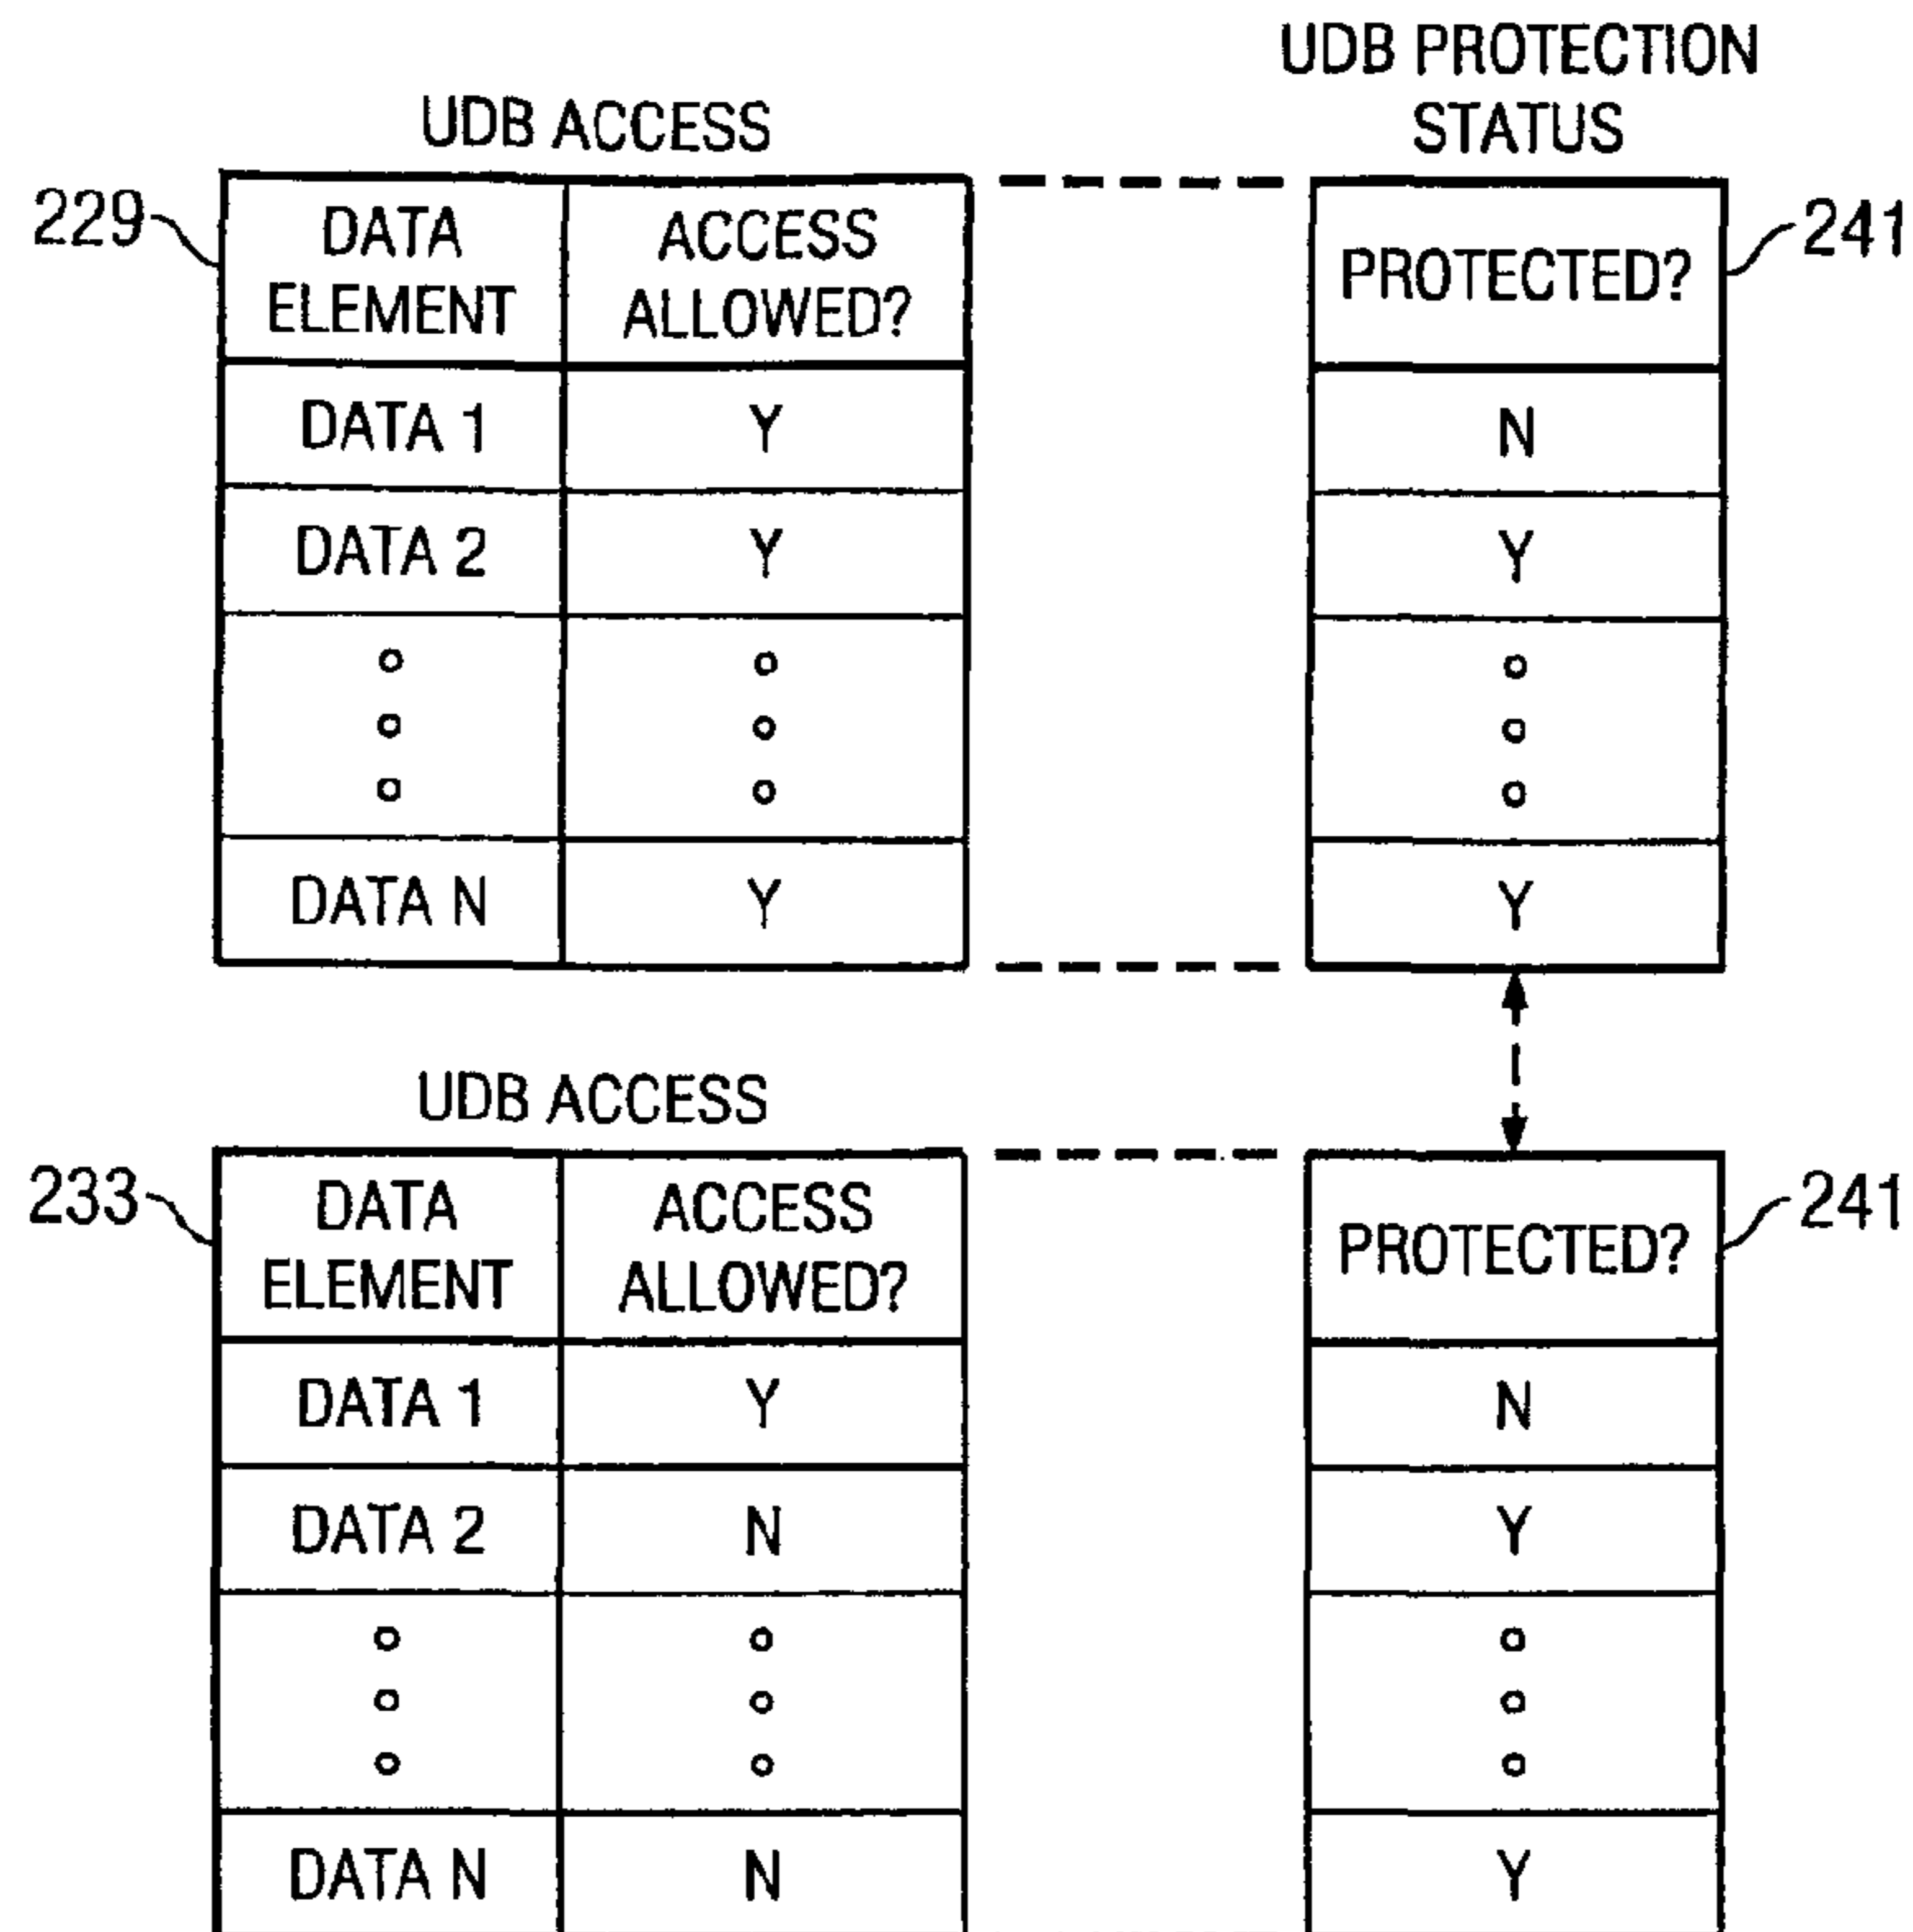 UDB PROTECTION
STATUS
UDB ACCESS
229
DATA ELEMENT ACCESS ALLOWED?
PROTECTED?
241
DATA 1 Y N
DATA 2 Y Y
DATA N Y Y
UDB ACCESS
233
DATA ELEMENT ACCESS ALLOWED?
PROTECTED?
241
DATA 1 Y N
DATA 2 N Y
DATA N N Y